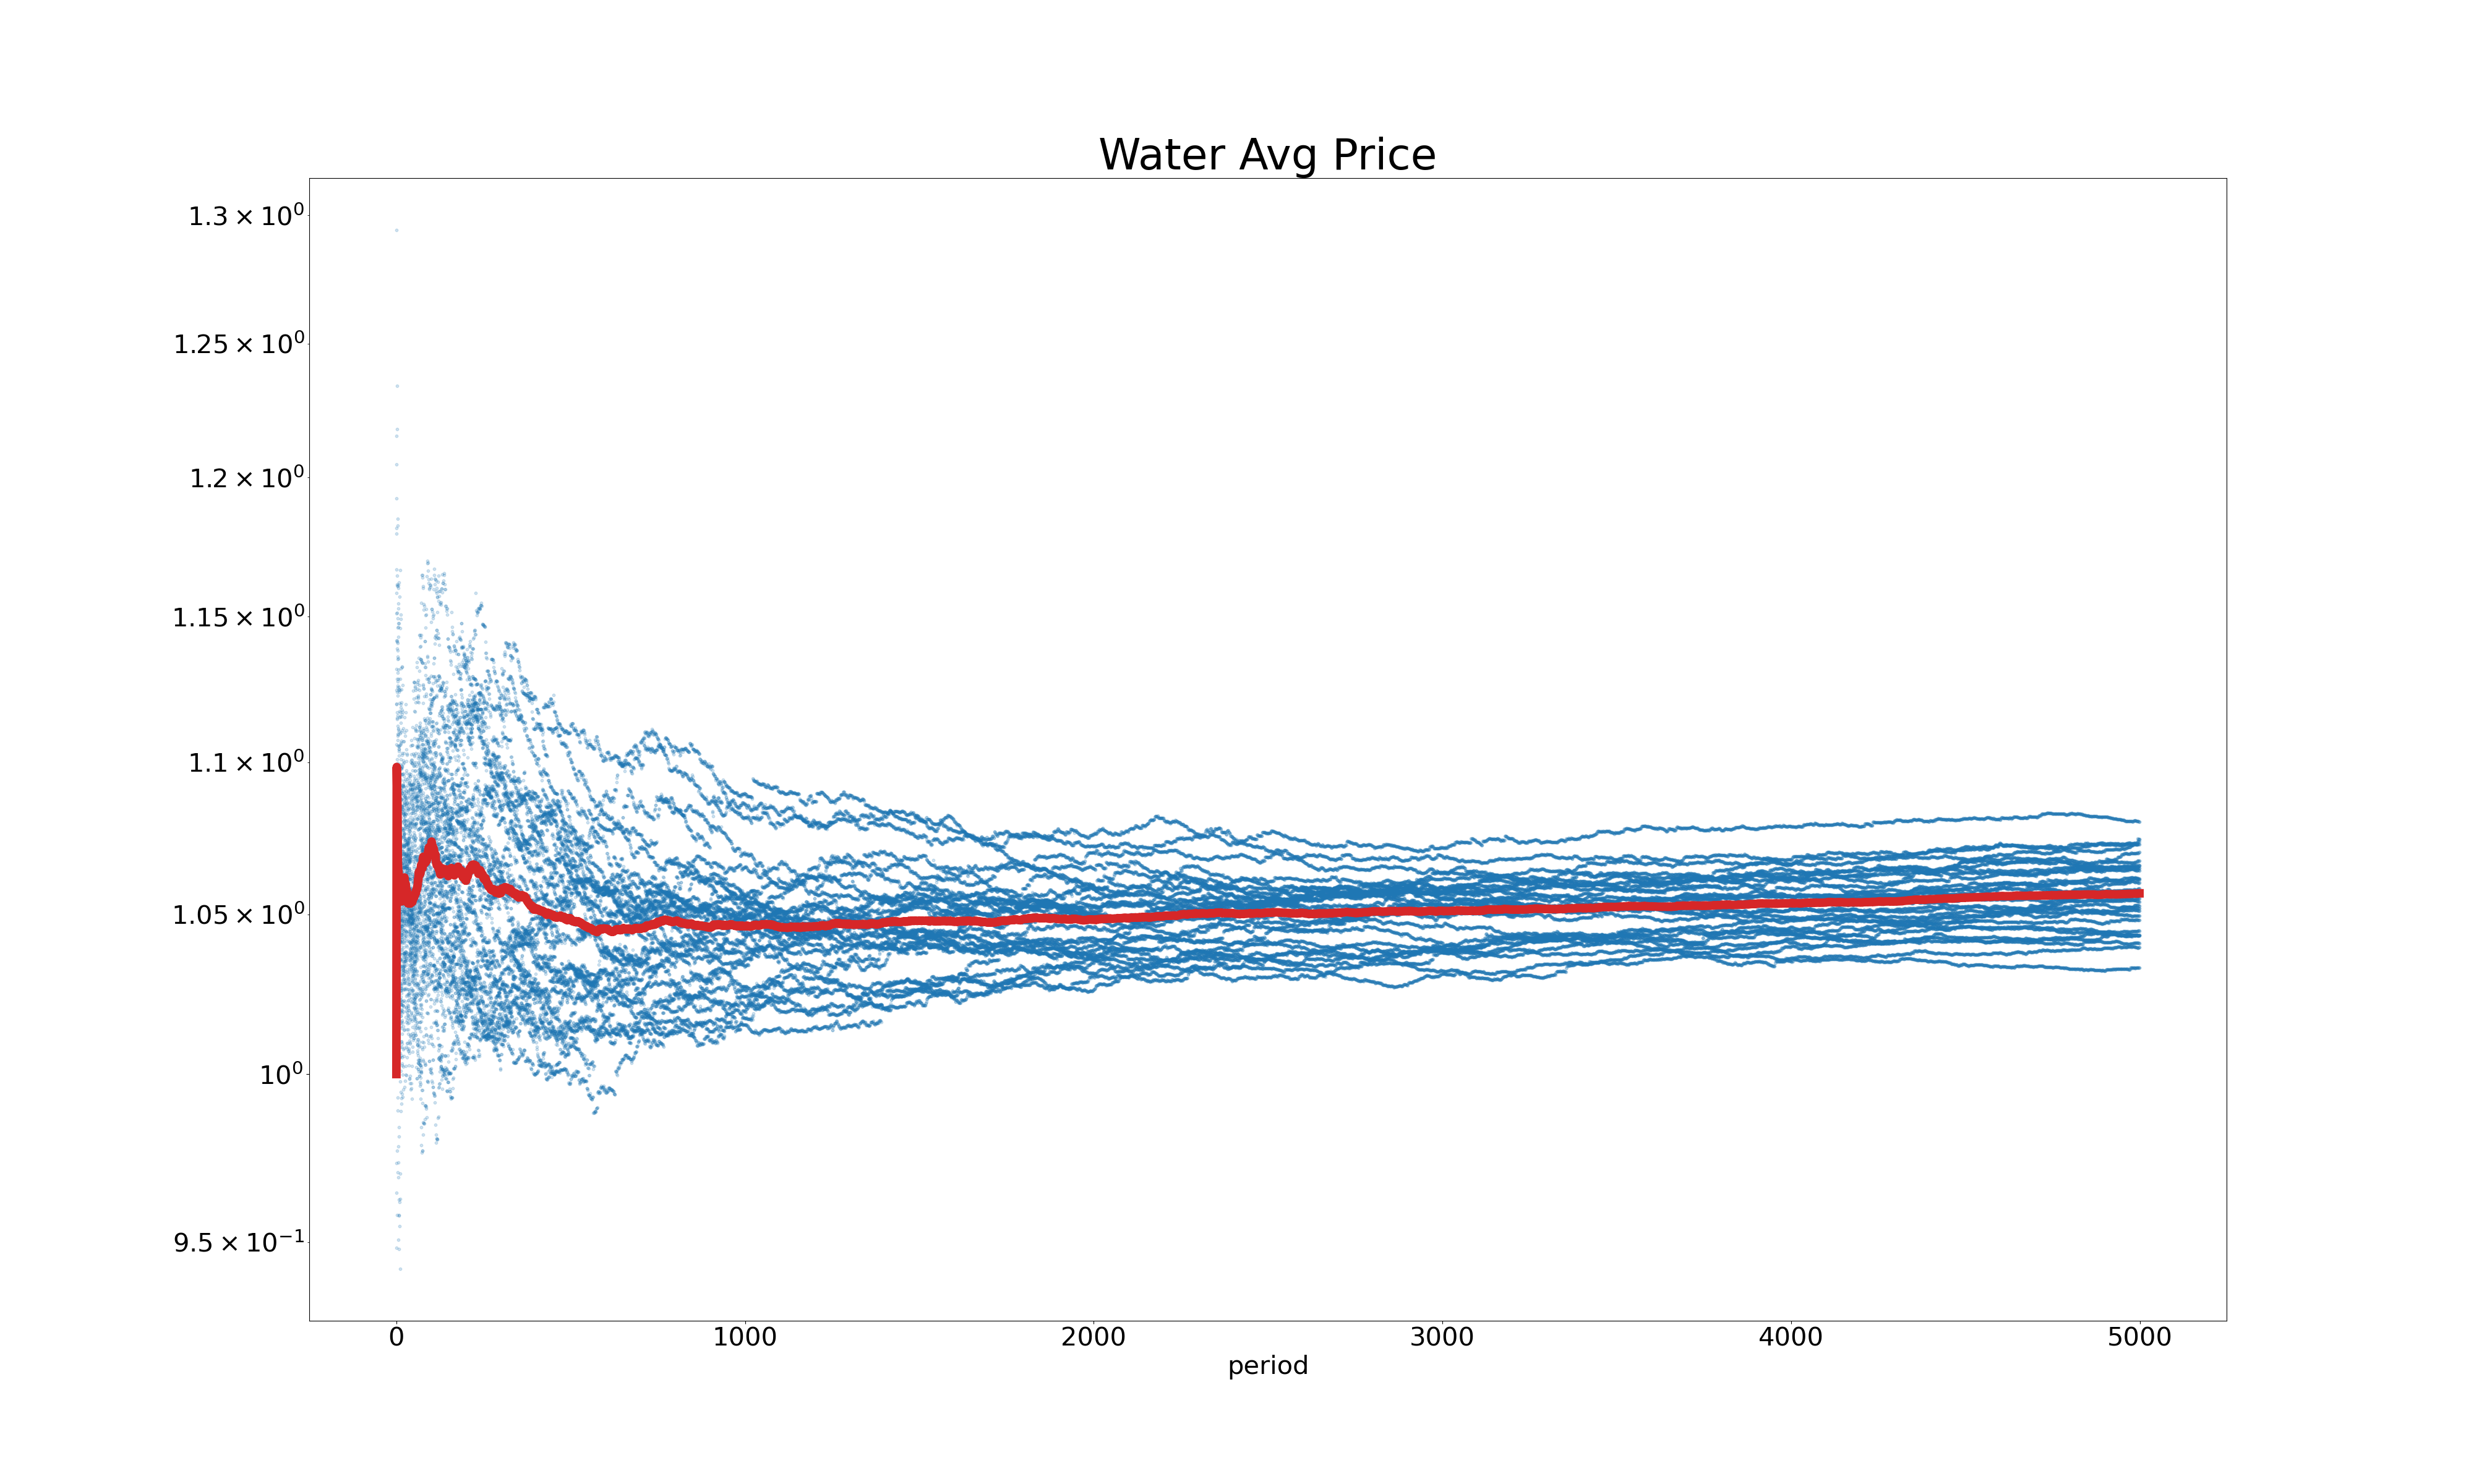 Water Avg Price
1.3 × 10⁰
1.25 × 10⁰
1.2 × 10⁰
1.15 × 10⁰
1.1 × 10⁰
1.05 × 10⁰
10⁰
9.5 × 10⁻¹
0 1000 2000 3000 4000 5000
period